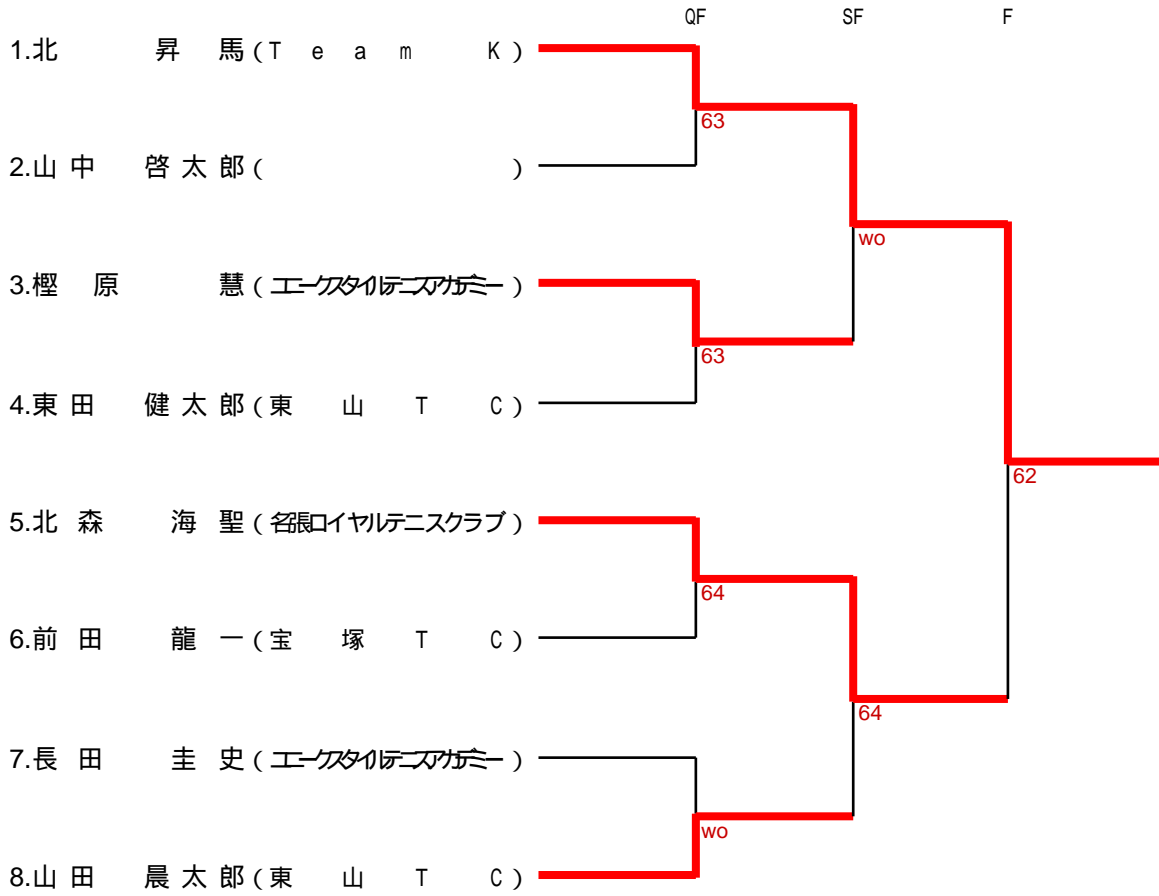 QF SF F
1.北 昇 馬 (Team K)
63
2.山中 啓太郎 ( )
wo
3.樫原 慧 (エークスタイルテニスアカデミー)
63
4.東田 健太郎 (東山TC)
62
5.北森 海聖 (名張ロイヤルテニスクラブ)
64
6.前田 龍一 (宝塚TC)
64
7.長田 圭史 (エークスタイルテニスアカデミー)
wo
8.山田 晨太郎 (東山TC)